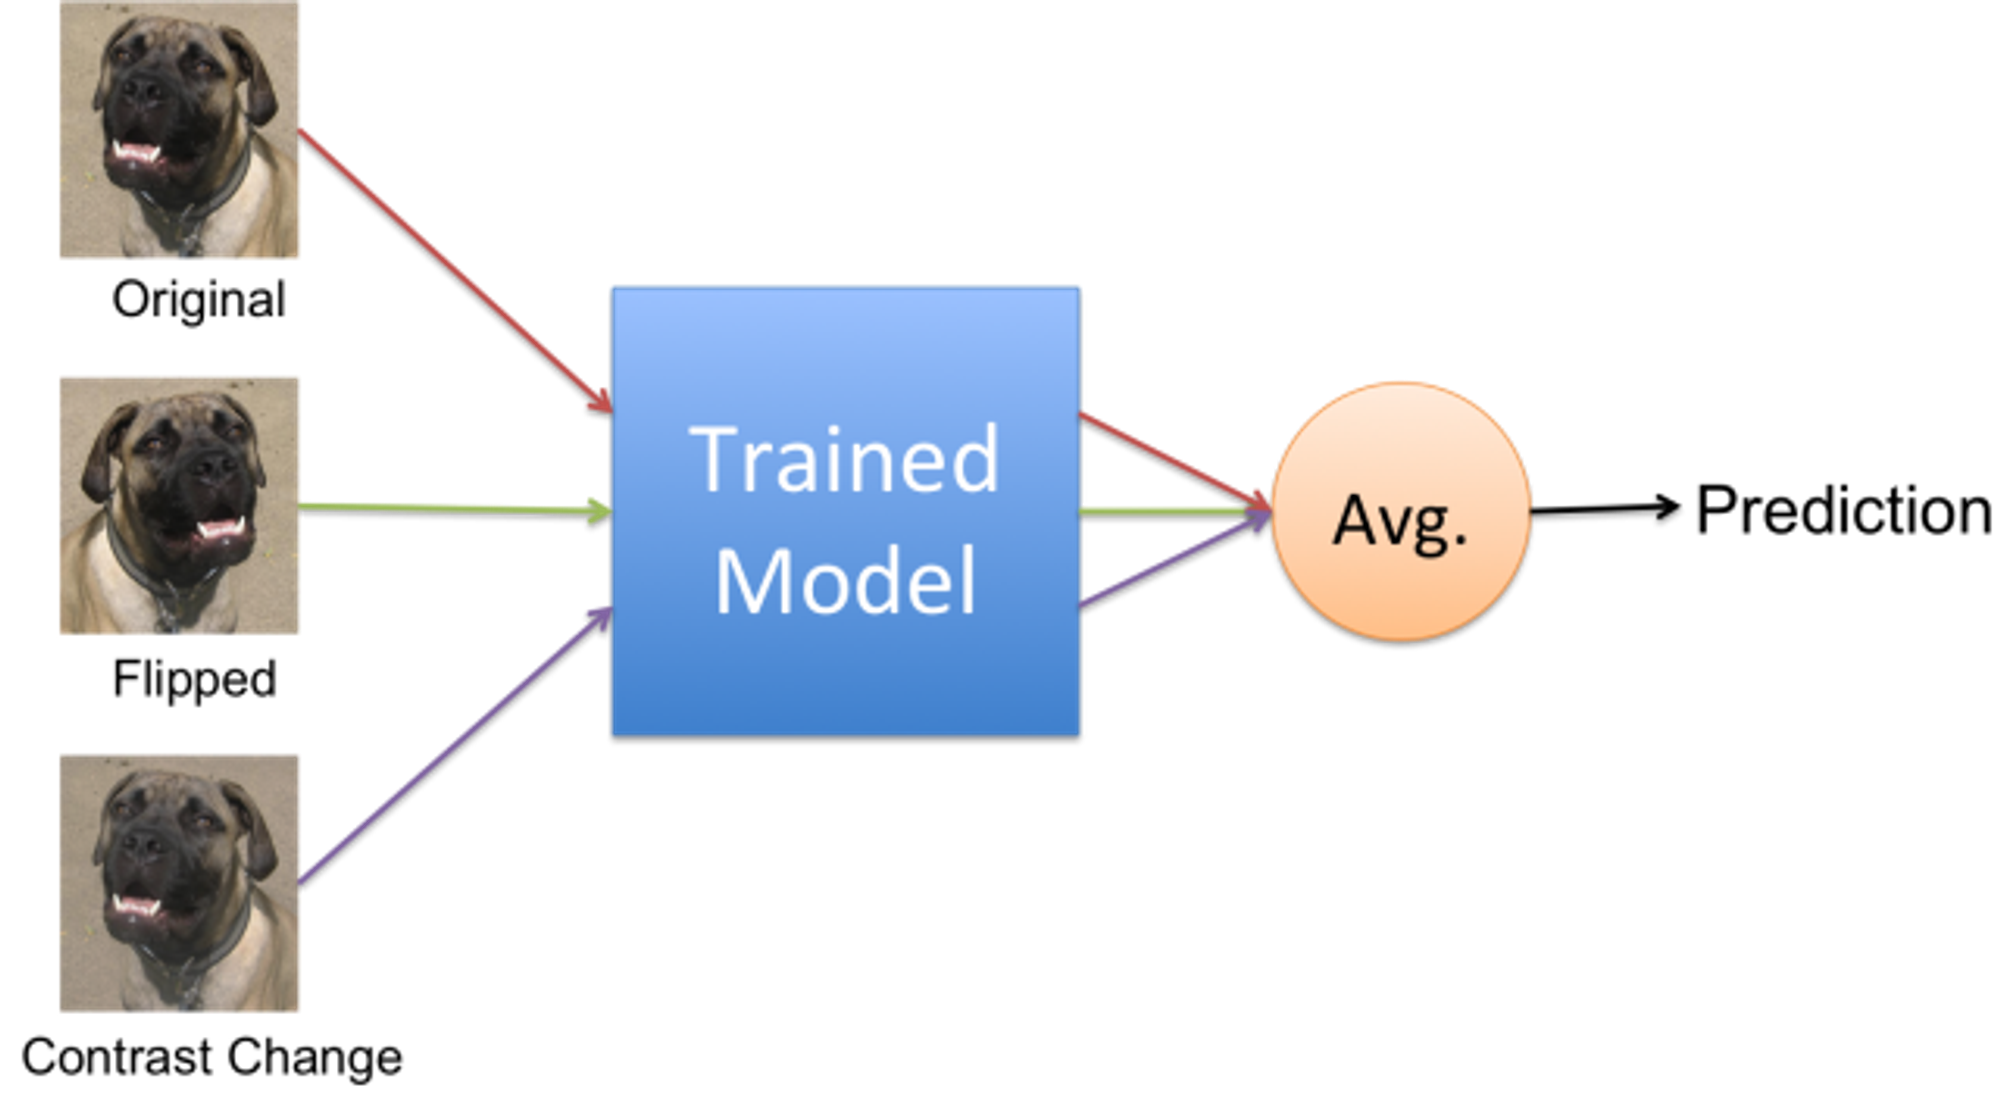 Original
Flipped
Contrast Change
Trained
Model
Avg.
Prediction